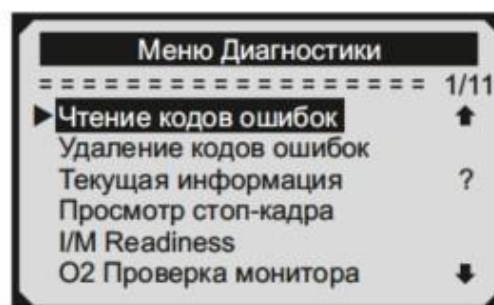 Меню Диагностики
= = = = = = = = = = = = = = = = = = 1/11
Чтение кодов ошибок
Удаление кодов ошибок
Текущая информация ?
Просмотр стоп-кадра
I/M Readiness
O2 Проверка монитора